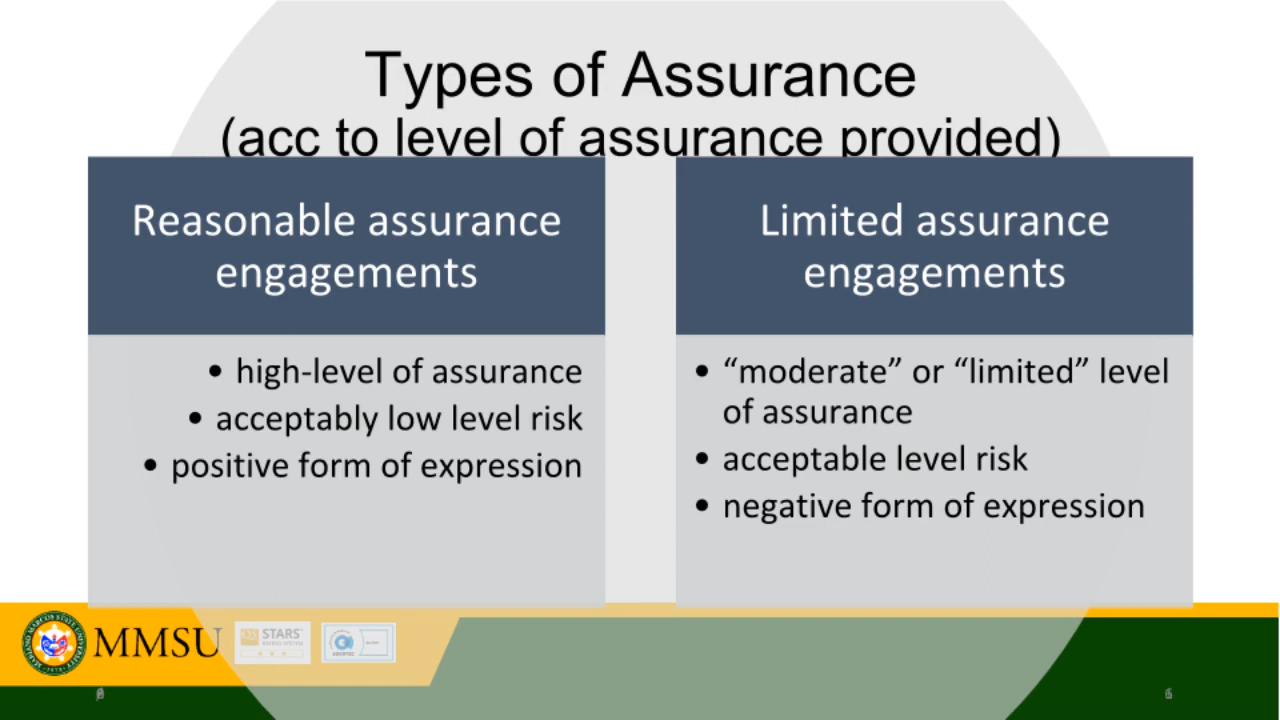 Types of Assurance
(acc to level of assurance provided)
Reasonable assurance
engagements
• high-level of assurance
• acceptably low level risk
• positive form of expression
Limited assurance
engagements
• “moderate” or “limited” level
of assurance
• acceptable level risk
• negative form of expression
MMSU
STARS